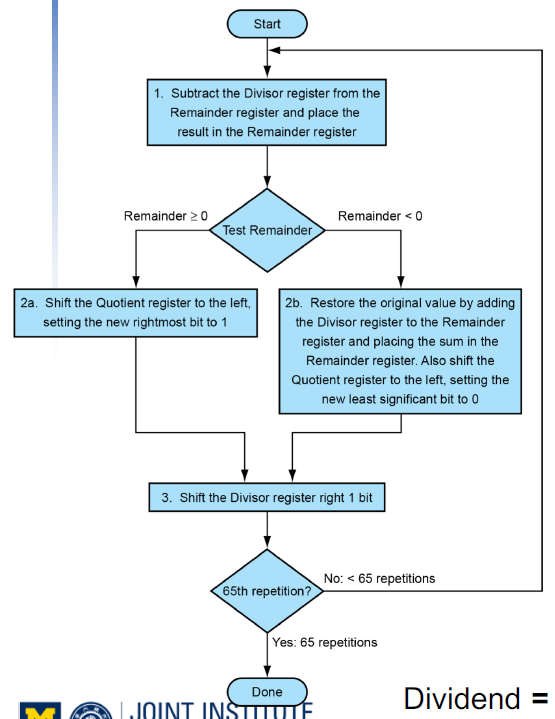 Start
1. Subtract the Divisor register from the
Remainder register and place the
result in the Remainder register
Remainder ≥ 0
Remainder < 0
Test Remainder
2a. Shift the Quotient register to the left,
setting the new rightmost bit to 1
2b. Restore the original value by adding
the Divisor register to the Remainder
register and placing the sum in the
Remainder register. Also shift the
Quotient register to the left, setting the
new least significant bit to 0
3. Shift the Divisor register right 1 bit
65th repetition?
No: < 65 repetitions
Yes: 65 repetitions
Done
M
JOINT INSTITUTE
Dividend =